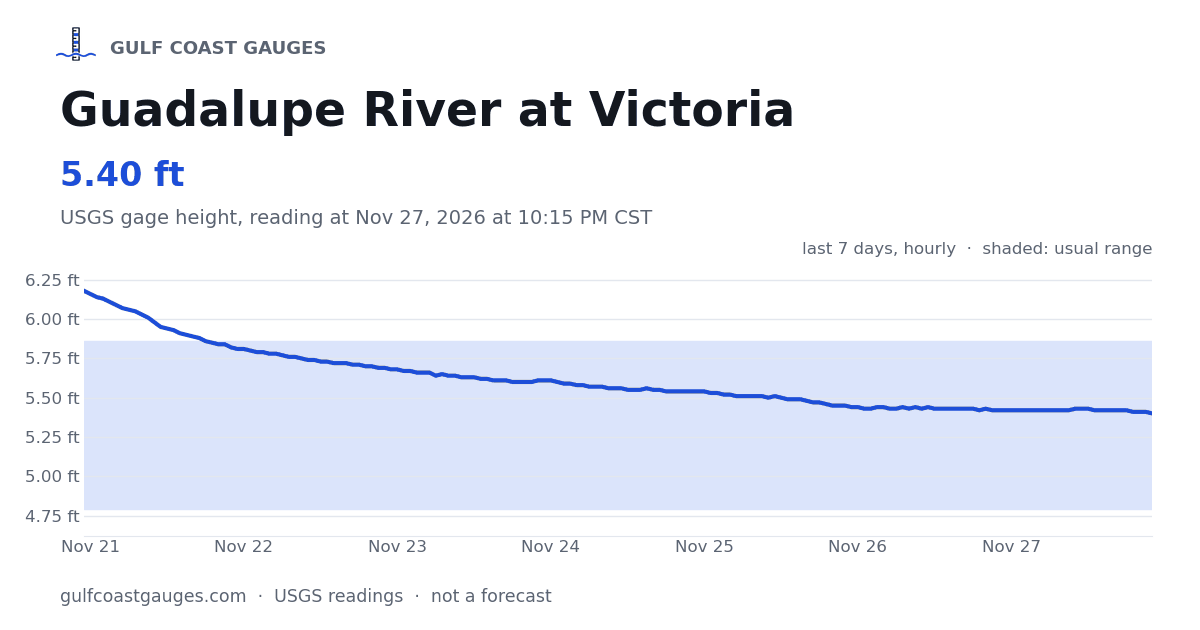 GULF COAST GAUGES
Guadalupe River at Victoria
5.40 ft
USGS gage height, reading at Nov 27, 2026 at 10:15 PM CST
last 7 days, hourly · shaded: usual range
6.25 ft
6.00 ft
5.75 ft
5.50 ft
5.25 ft
5.00 ft
4.75 ft
Nov 21 Nov 22 Nov 23 Nov 24 Nov 25 Nov 26 Nov 27
gulfcoastgauges.com · USGS readings · not a forecast